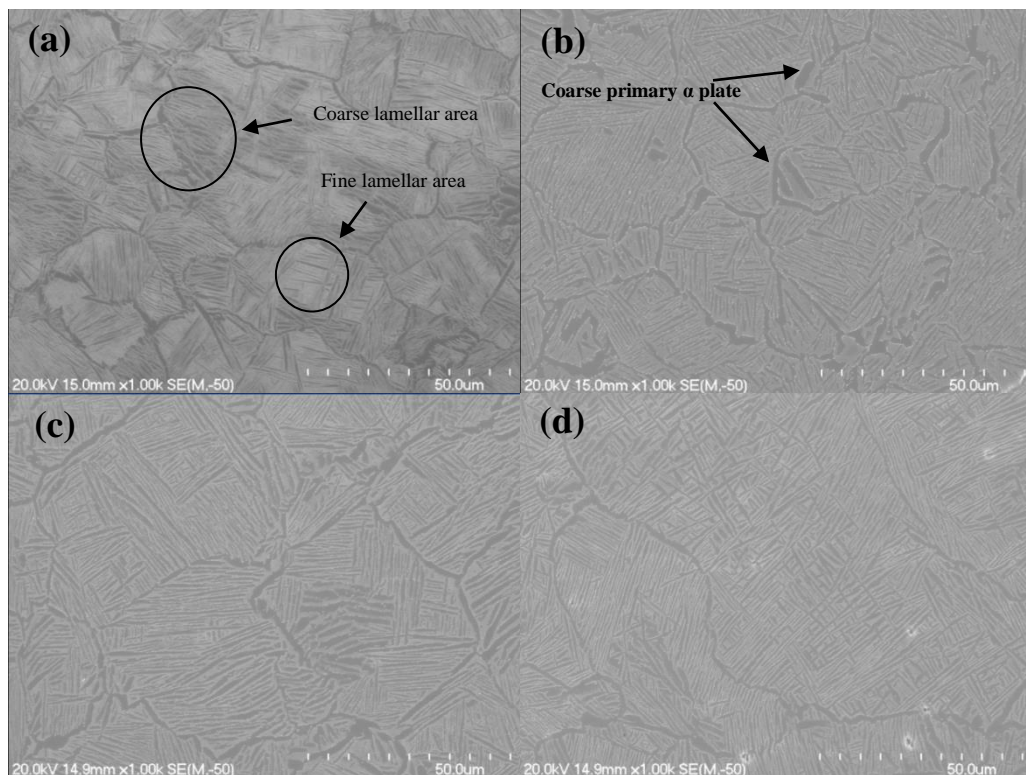 (a)
Coarse lamellar area
Fine lamellar area
20.0kV 15.0mm x1.00k SE(M,-50) 50.0um
(b)
Coarse primary α plate
20.0kV 15.0mm x1.00k SE(M,-50) 50.0um
(c)
20.0kV 14.9mm x1.00k SE(M,-50) 50.0um
(d)
20.0kV 14.9mm x1.00k SE(M,-50) 50.0um